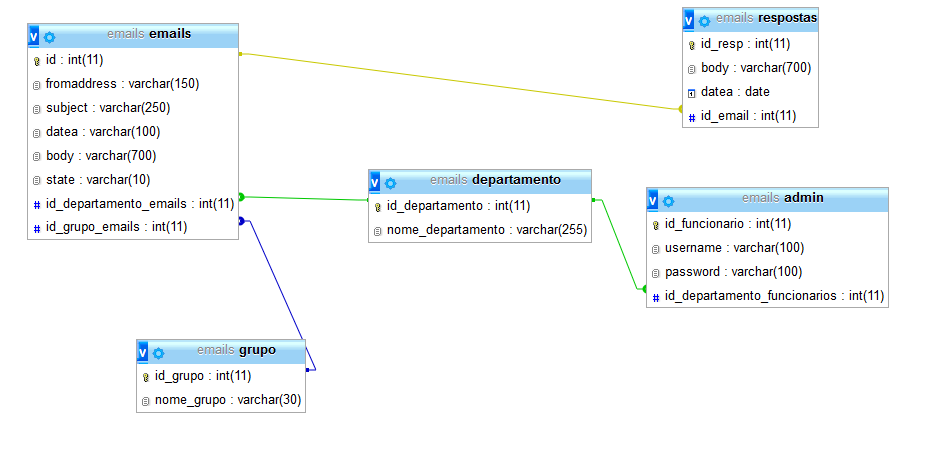 emails emails
id : int(11)
fromaddress : varchar(150)
subject : varchar(250)
datea : varchar(100)
body : varchar(700)
state : varchar(10)
id_departamento_emails : int(11)
id_grupo_emails : int(11)
emails respostas
id_resp : int(11)
body : varchar(700)
datea : date
id_email : int(11)
emails departamento
id_departamento : int(11)
nome_departamento : varchar(255)
emails admin
id_funcionario : int(11)
username : varchar(100)
password : varchar(100)
id_departamento_funcionarios : int(11)
emails grupo
id_grupo : int(11)
nome_grupo : varchar(30)